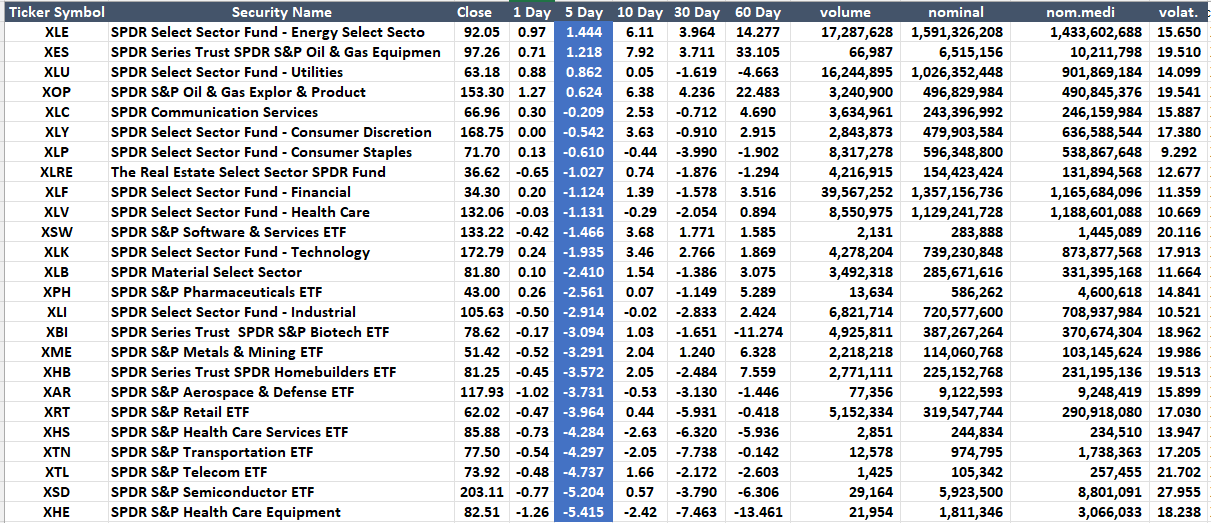 Ticker Symbol Security Name Close 1 Day 5 Day 10 Day 30 Day 60 Day volume nominal nom.medi volat.
XLE SPDR Select Sector Fund - Energy Select Secto 92.05 0.97 1.444 6.11 3.964 14.277 17,287,628 1,591,326,208 1,433,602,688 15.650
XES SPDR Series Trust SPDR S&P Oil & Gas Equipmen 97.26 0.71 1.218 7.92 3.711 33.105 66,987 6,515,156 10,211,798 19.510
XLU SPDR Select Sector Fund - Utilities 63.18 0.88 0.862 0.05 -1.619 -4.663 16,244,895 1,026,352,448 901,869,184 14.099
XOP SPDR S&P Oil & Gas Explor & Product 153.30 1.27 0.624 6.38 4.236 22.483 3,240,900 496,829,984 490,845,376 19.541
XLC SPDR Communication Services 66.96 0.30 -0.209 2.53 -0.712 4.690 3,634,961 243,396,992 246,159,984 15.887
XLY SPDR Select Sector Fund - Consumer Discretion 168.75 0.00 -0.542 3.63 -0.910 2.915 2,843,873 479,903,584 636,588,544 17.380
XLP SPDR Select Sector Fund - Consumer Staples 71.70 0.13 -0.610 -0.44 -3.990 -1.902 8,317,278 596,348,800 538,867,648 9.292
XLRE The Real Estate Select Sector SPDR Fund 36.62 -0.65 -1.027 0.74 -1.876 -1.294 4,216,915 154,423,424 131,894,568 12.677
XLF SPDR Select Sector Fund - Financial 34.30 0.20 -1.124 1.39 -1.578 3.516 39,567,252 1,357,156,736 1,165,684,096 11.359
XLV SPDR Select Sector Fund - Health Care 132.06 -0.03 -1.131 -0.29 -2.054 0.894 8,550,975 1,129,241,728 1,188,601,088 10.669
XSW SPDR S&P Software & Services ETF 133.22 -0.42 -1.466 3.68 1.771 1.585 2,131 283,888 1,445,089 20.116
XLK SPDR Select Sector Fund - Technology 172.79 0.24 -1.935 3.46 2.766 1.869 4,278,204 739,230,848 873,877,568 17.913
XLB SPDR Material Select Sector 81.80 0.10 -2.410 1.54 -1.386 3.075 3,492,318 285,671,616 331,395,168 11.664
XPH SPDR S&P Pharmaceuticals ETF 43.00 0.26 -2.561 0.07 -1.149 5.289 13,634 586,262 4,600,618 14.841
XLI SPDR Select Sector Fund - Industrial 105.63 -0.50 -2.914 -0.02 -2.833 2.424 6,821,714 720,577,600 708,937,984 10.521
XBI SPDR Series Trust SPDR S&P Biotech ETF 78.62 -0.17 -3.094 1.03 -1.651 -11.274 4,925,811 387,267,264 370,674,304 18.962
XME SPDR S&P Metals & Mining ETF 51.42 -0.52 -3.291 2.04 1.240 6.328 2,218,218 114,060,768 103,145,624 19.986
XHB SPDR Series Trust SPDR Homebuilders ETF 81.25 -0.45 -3.572 2.05 -2.484 7.559 2,771,111 225,152,768 231,195,136 19.513
XAR SPDR S&P Aerospace & Defense ETF 117.93 -1.02 -3.731 -0.53 -3.130 -1.446 77,356 9,122,593 9,248,419 15.899
XRT SPDR S&P Retail ETF 62.02 -0.47 -3.964 0.44 -5.931 -0.418 5,152,334 319,547,744 290,918,080 17.030
XHS SPDR S&P Health Care Services ETF 85.88 -0.73 -4.284 -2.63 -6.320 -5.936 2,851 244,834 234,510 13.947
XTN SPDR S&P Transportation ETF 77.50 -0.54 -4.297 -2.05 -7.738 -0.142 12,578 974,795 1,738,363 17.205
XTL SPDR S&P Telecom ETF 73.92 -0.48 -4.737 1.66 -2.172 -2.603 1,425 105,342 257,455 21.702
XSD SPDR S&P Semiconductor ETF 203.11 -0.77 -5.204 0.57 -3.790 -6.306 29,164 5,923,500 8,801,091 27.955
XHE SPDR S&P Health Care Equipment 82.51 -1.26 -5.415 -2.42 -7.463 -13.461 21,954 1,811,346 3,066,033 18.238